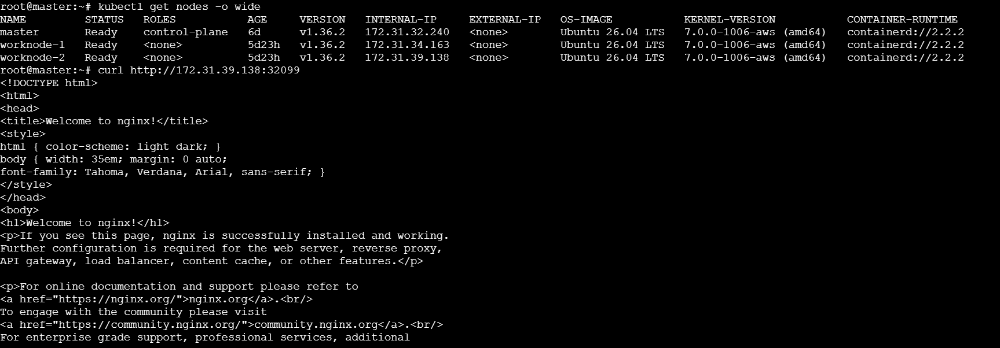 root@master:~# kubectl get nodes -o wide
NAME         STATUS   ROLES           AGE     VERSION   INTERNAL-IP     EXTERNAL-IP   OS-IMAGE           KERNEL-VERSION           CONTAINER-RUNTIME
master       Ready    control-plane   6d      v1.36.2   172.31.32.240   <none>        Ubuntu 26.04 LTS   7.0.0-1006-aws (amd64)   containerd://2.2.2
worknode-1   Ready    <none>          5d23h   v1.36.2   172.31.34.163   <none>        Ubuntu 26.04 LTS   7.0.0-1006-aws (amd64)   containerd://2.2.2
worknode-2   Ready    <none>          5d23h   v1.36.2   172.31.39.138   <none>        Ubuntu 26.04 LTS   7.0.0-1006-aws (amd64)   containerd://2.2.2
root@master:~# curl http://172.31.39.138:32099
<!DOCTYPE html>
<html>
<head>
<title>Welcome to nginx!</title>
<style>
html { color-scheme: light dark; }
body { width: 35em; margin: 0 auto;
font-family: Tahoma, Verdana, Arial, sans-serif; }
</style>
</head>
<body>
<h1>Welcome to nginx!</h1>
<p>If you see this page, nginx is successfully installed and working.
Further configuration is required for the web server, reverse proxy,
API gateway, load balancer, content cache, or other features.</p>

<p>For online documentation and support please refer to
<a href="https://nginx.org/">nginx.org</a>.<br/>
To engage with the community please visit
<a href="https://community.nginx.org/">community.nginx.org</a>.<br/>
For enterprise grade support, professional services, additional